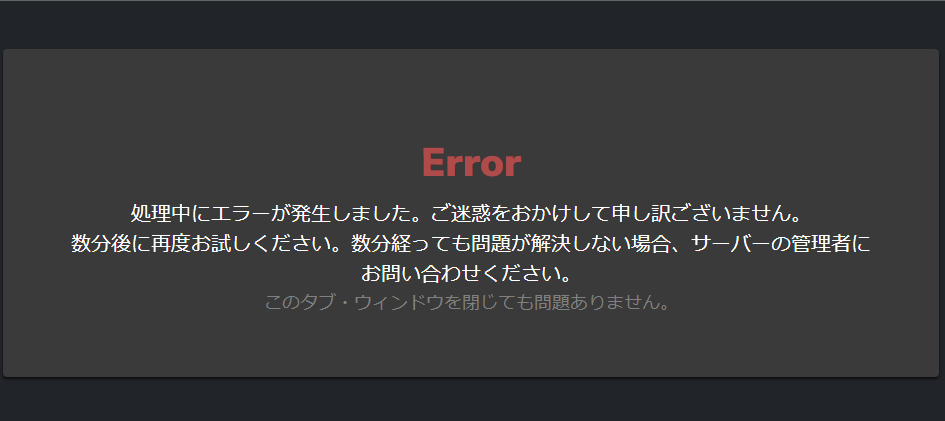 Error
処理中にエラーが発生しました。ご迷惑をおかけして申し訳ございません。
数分後に再度お試しください。数分経っても問題が解決しない場合、サーバーの管理者に
お問い合わせください。
このタブ・ウィンドウを閉じても問題ありません。